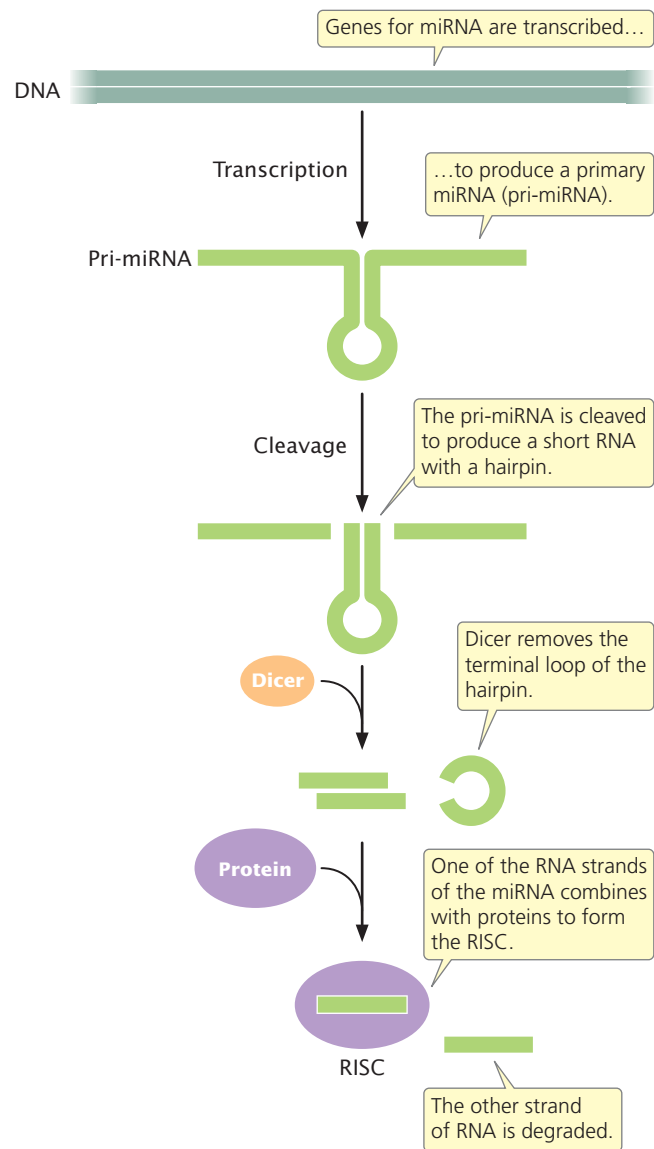 Genes for miRNA are transcribed…
DNA
Transcription
…to produce a primary
miRNA (pri-miRNA).
Pri-miRNA
Cleavage
The pri-miRNA is cleaved
to produce a short RNA
with a hairpin.
Dicer
Dicer removes the
terminal loop of the
hairpin.
Protein
One of the RNA strands
of the miRNA combines
with proteins to form
the RISC.
RISC
The other strand
of RNA is degraded.